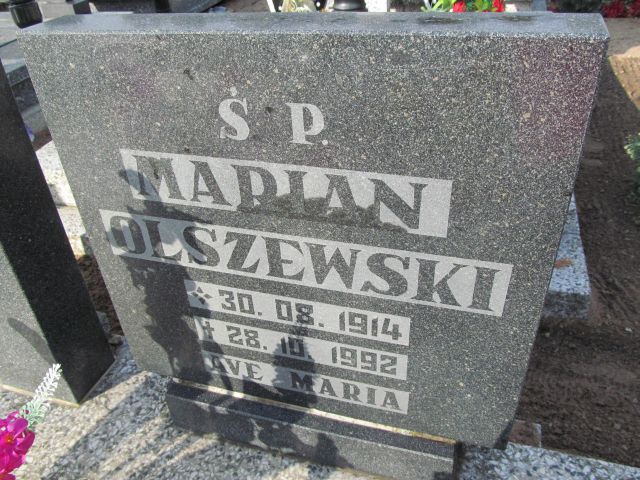 Ś P.
MARIAN
OLSZEWSKI
* 30. 08. 1914
† 28. 10. 1992
AVE MARIA